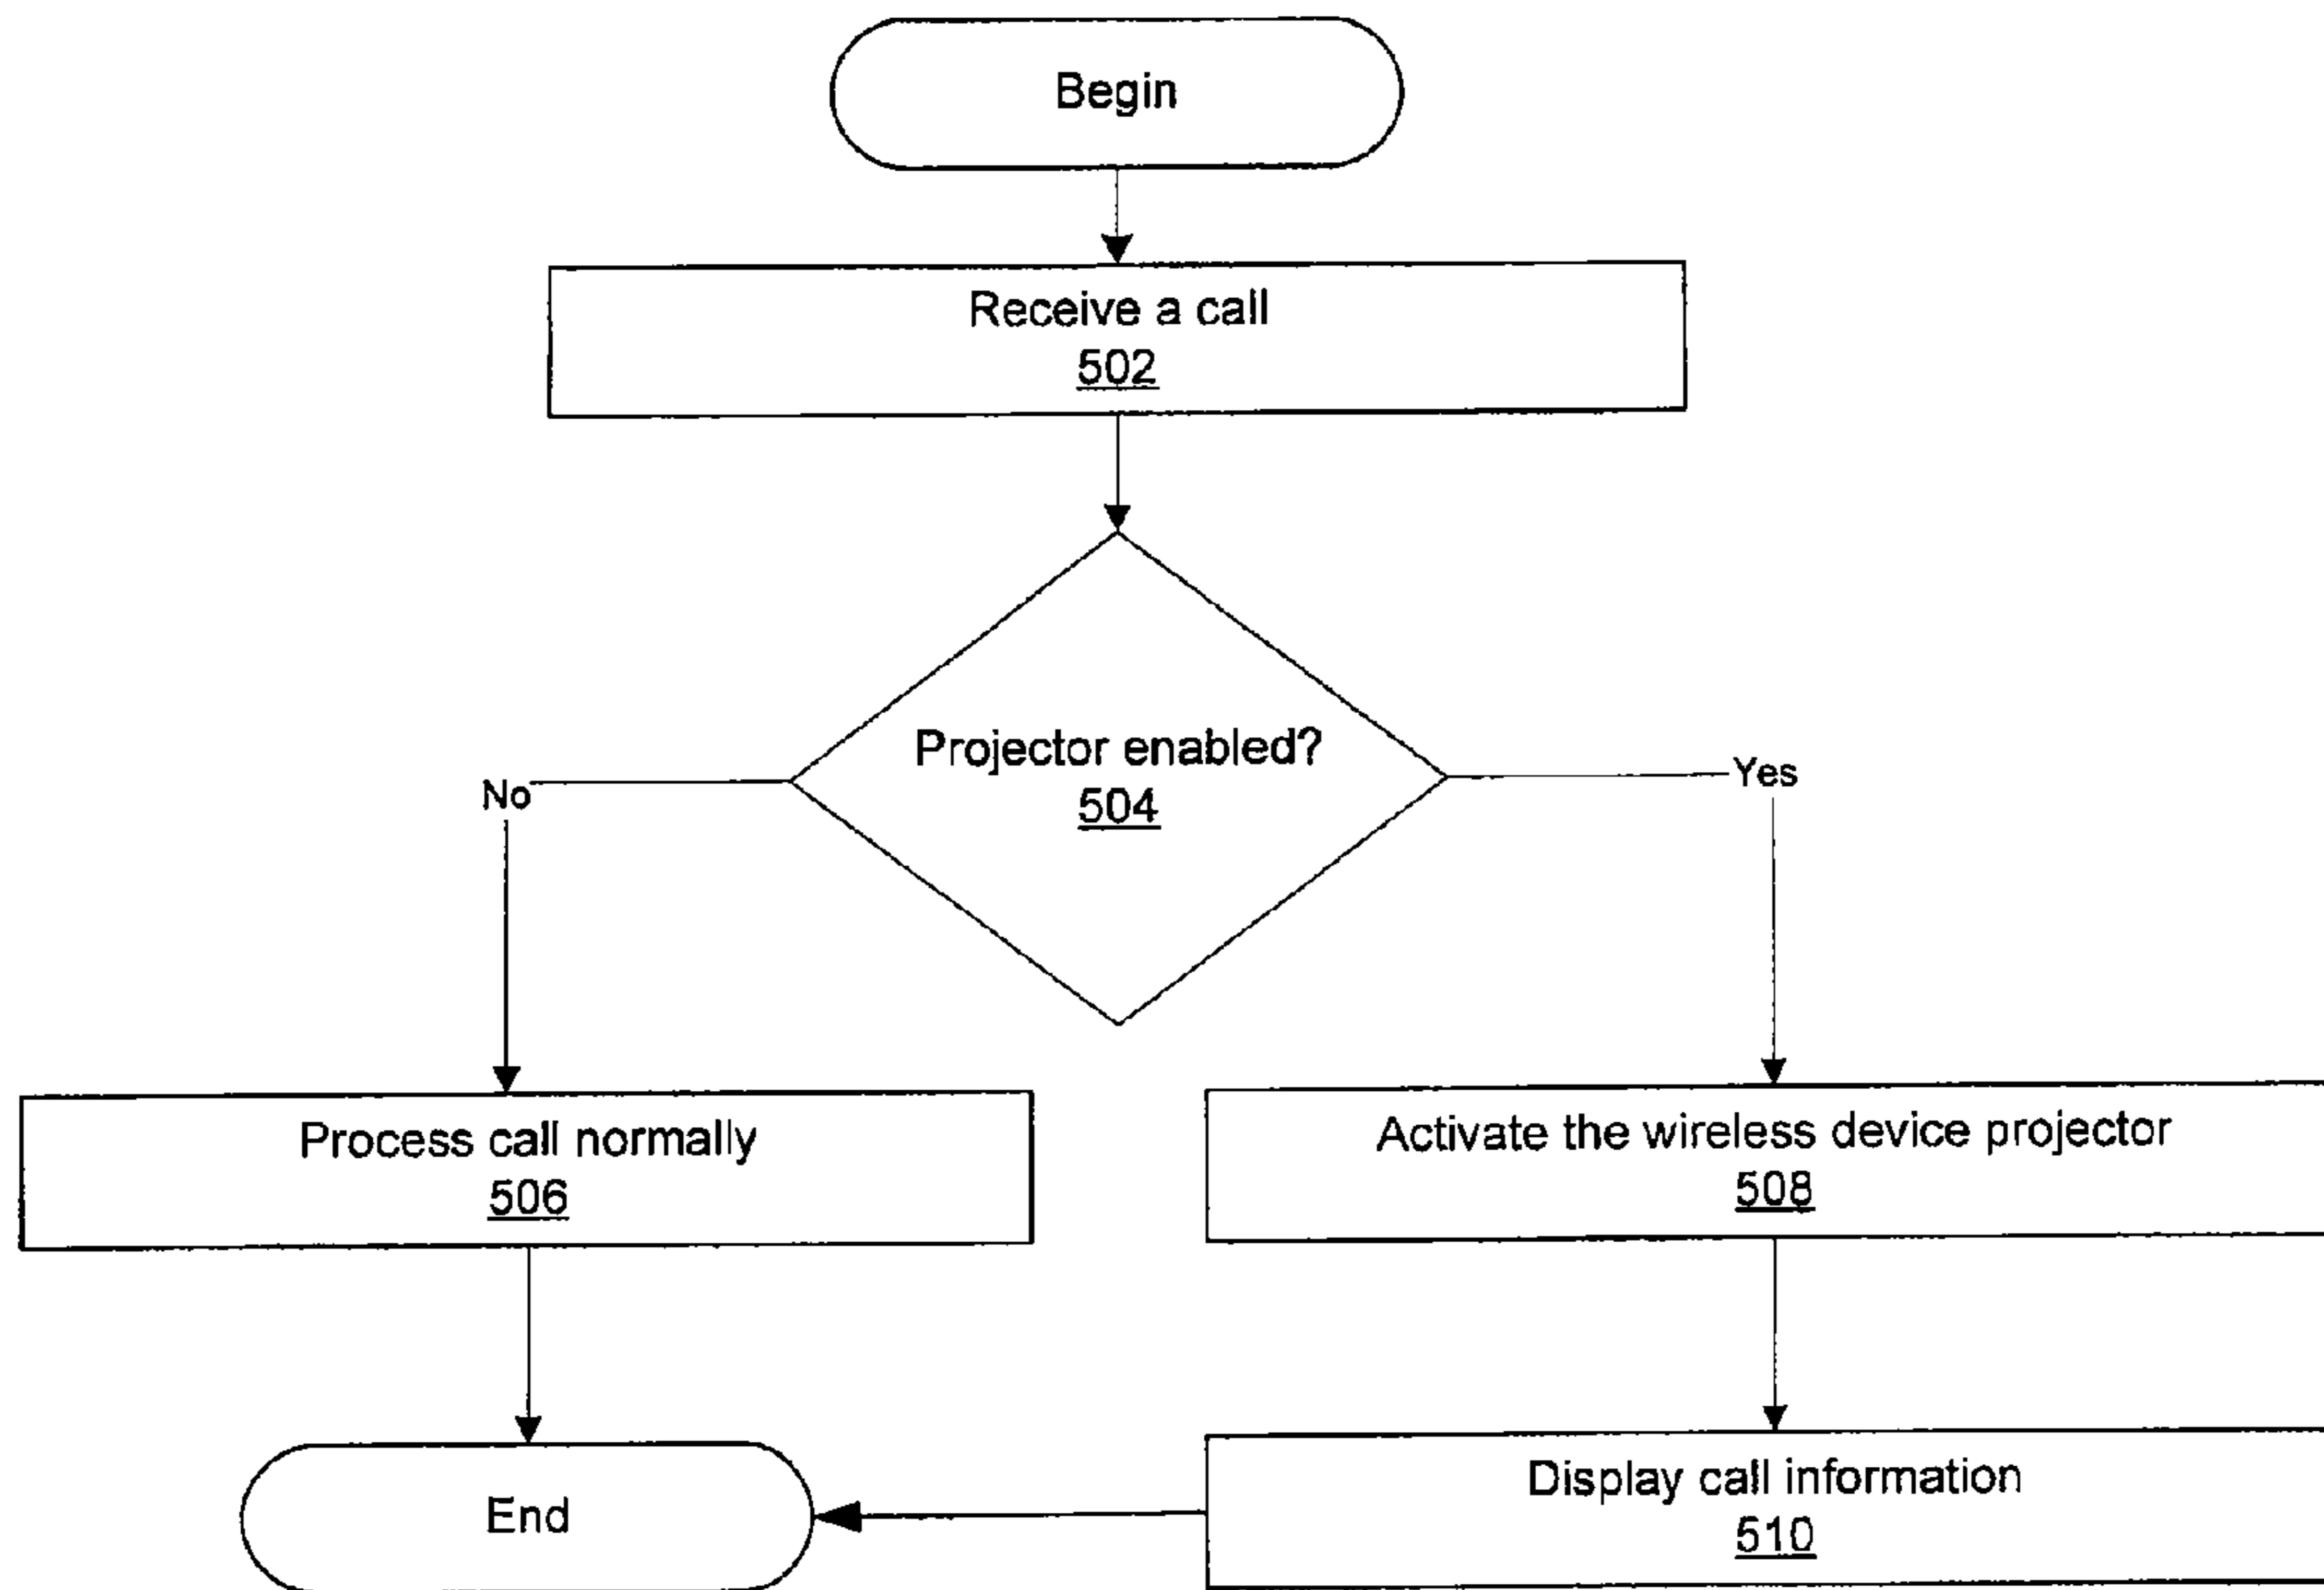 Begin
Receive a call
502
Projector enabled?
504
No
Yes
Process call normally
506
Activate the wireless device projector
508
End
Display call information
510